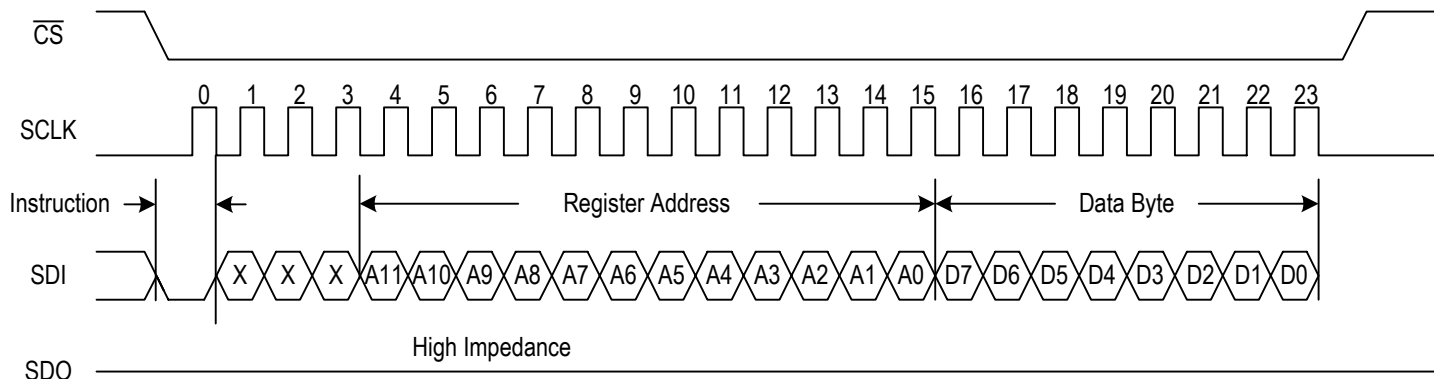 CS
0 1 2 3 4 5 6 7 8 9 10 11 12 13 14 15 16 17 18 19 20 21 22 23
SCLK
Instruction Register Address Data Byte
SDI X X X A11 A10 A9 A8 A7 A6 A5 A4 A3 A2 A1 A0 D7 D6 D5 D4 D3 D2 D1 D0
High Impedance
SDO